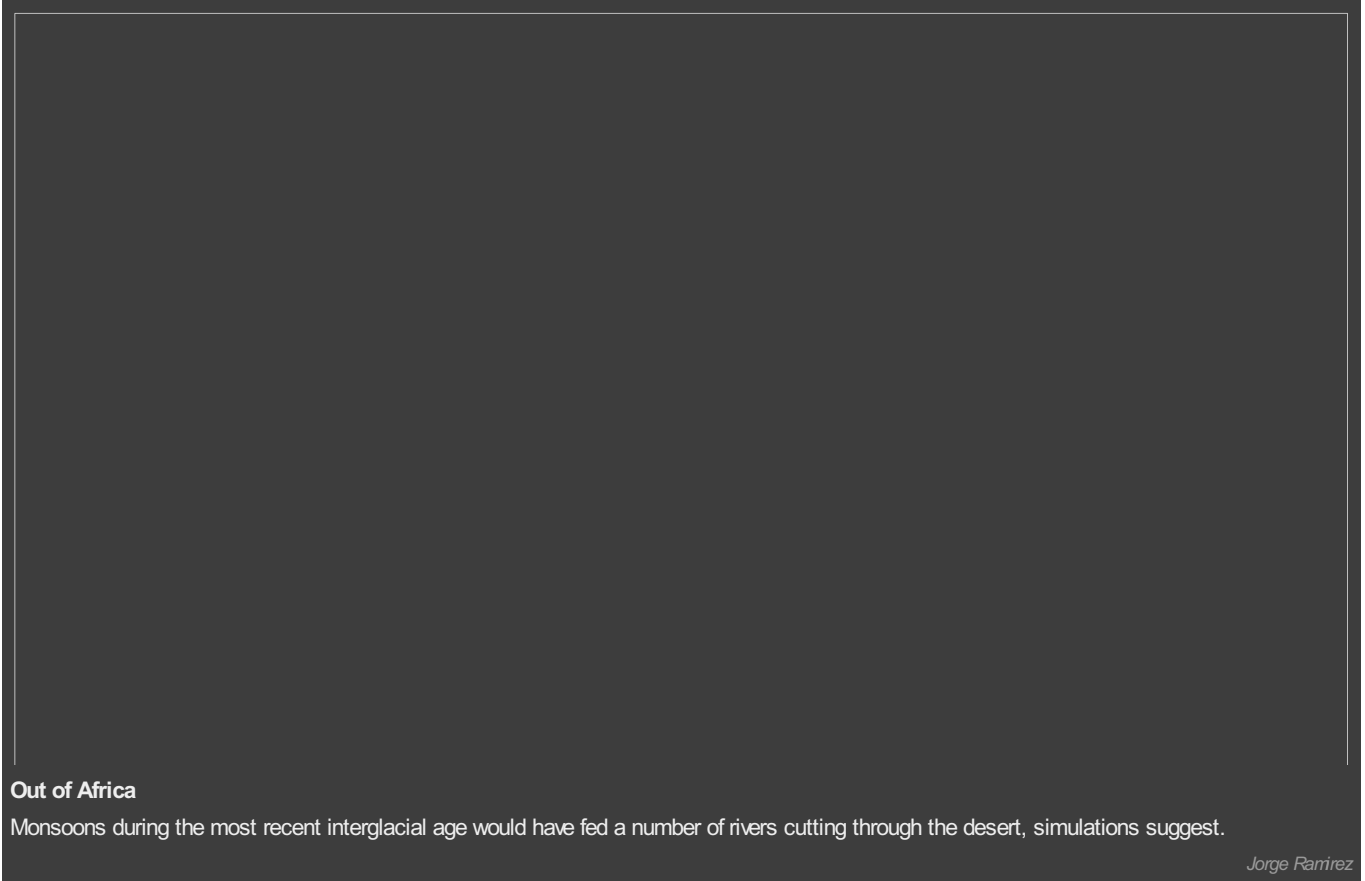 Out of Africa
Monsoons during the most recent interglacial age would have fed a number of rivers cutting through the desert, simulations suggest.
Jorge Ramirez